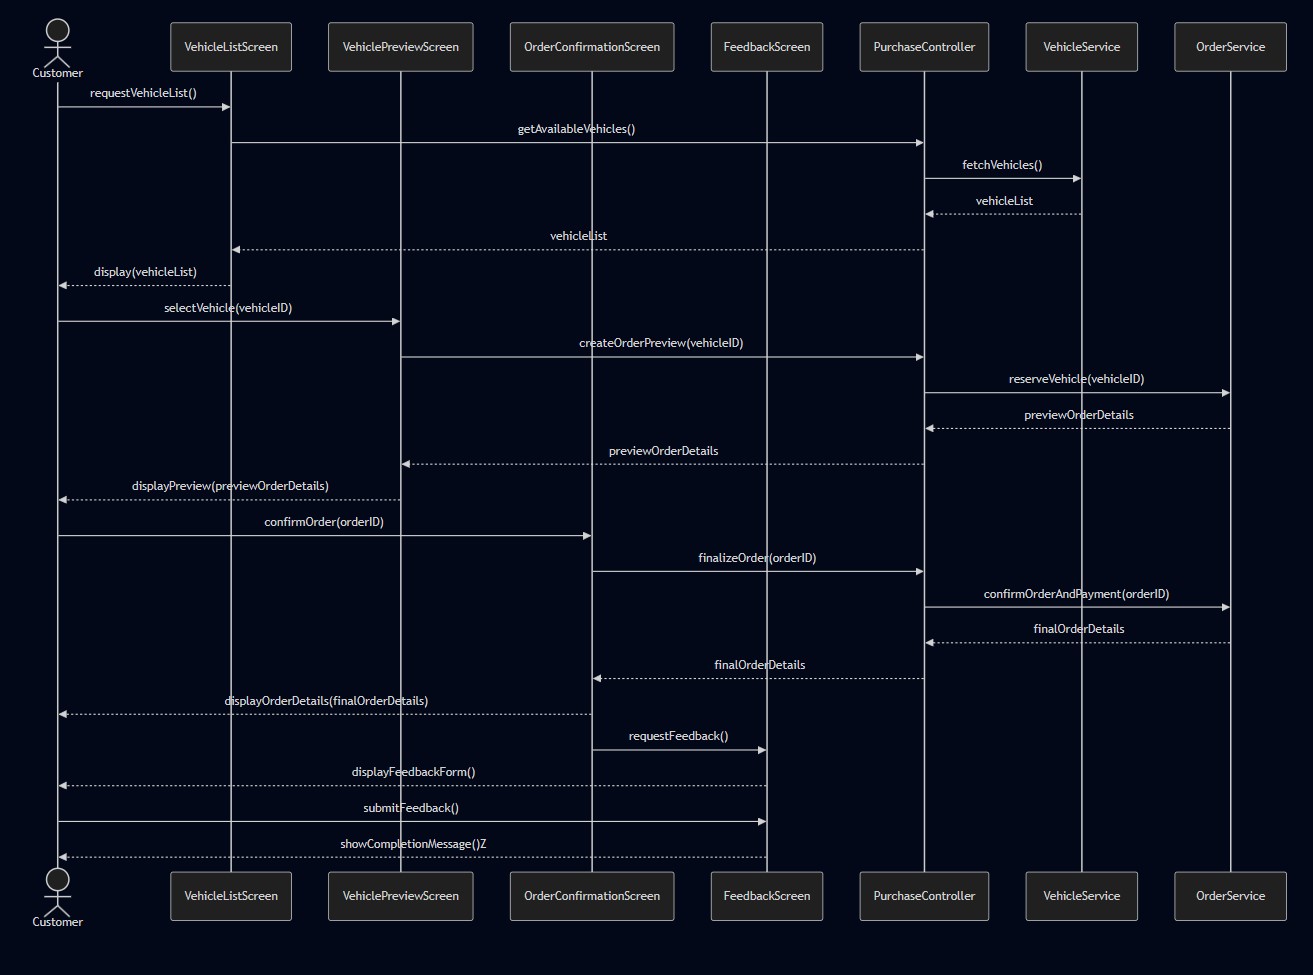 VehicleListScreen
VehiclePreviewScreen
OrderConfirmationScreen
FeedbackScreen
PurchaseController
VehicleService
OrderService
Customer
requestVehicleList()
getAvailableVehicles()
fetchVehicles()
vehicleList
vehicleList
display(vehicleList)
selectVehicle(vehicleID)
createOrderPreview(vehicleID)
reserveVehicle(vehicleID)
previewOrderDetails
previewOrderDetails
displayPreview(previewOrderDetails)
confirmOrder(orderID)
finalizeOrder(orderID)
confirmOrderAndPayment(orderID)
finalOrderDetails
finalOrderDetails
displayOrderDetails(finalOrderDetails)
requestFeedback()
displayFeedbackForm()
submitFeedback()
showCompletionMessage()Z
VehicleListScreen
VehiclePreviewScreen
OrderConfirmationScreen
FeedbackScreen
PurchaseController
VehicleService
OrderService
Customer